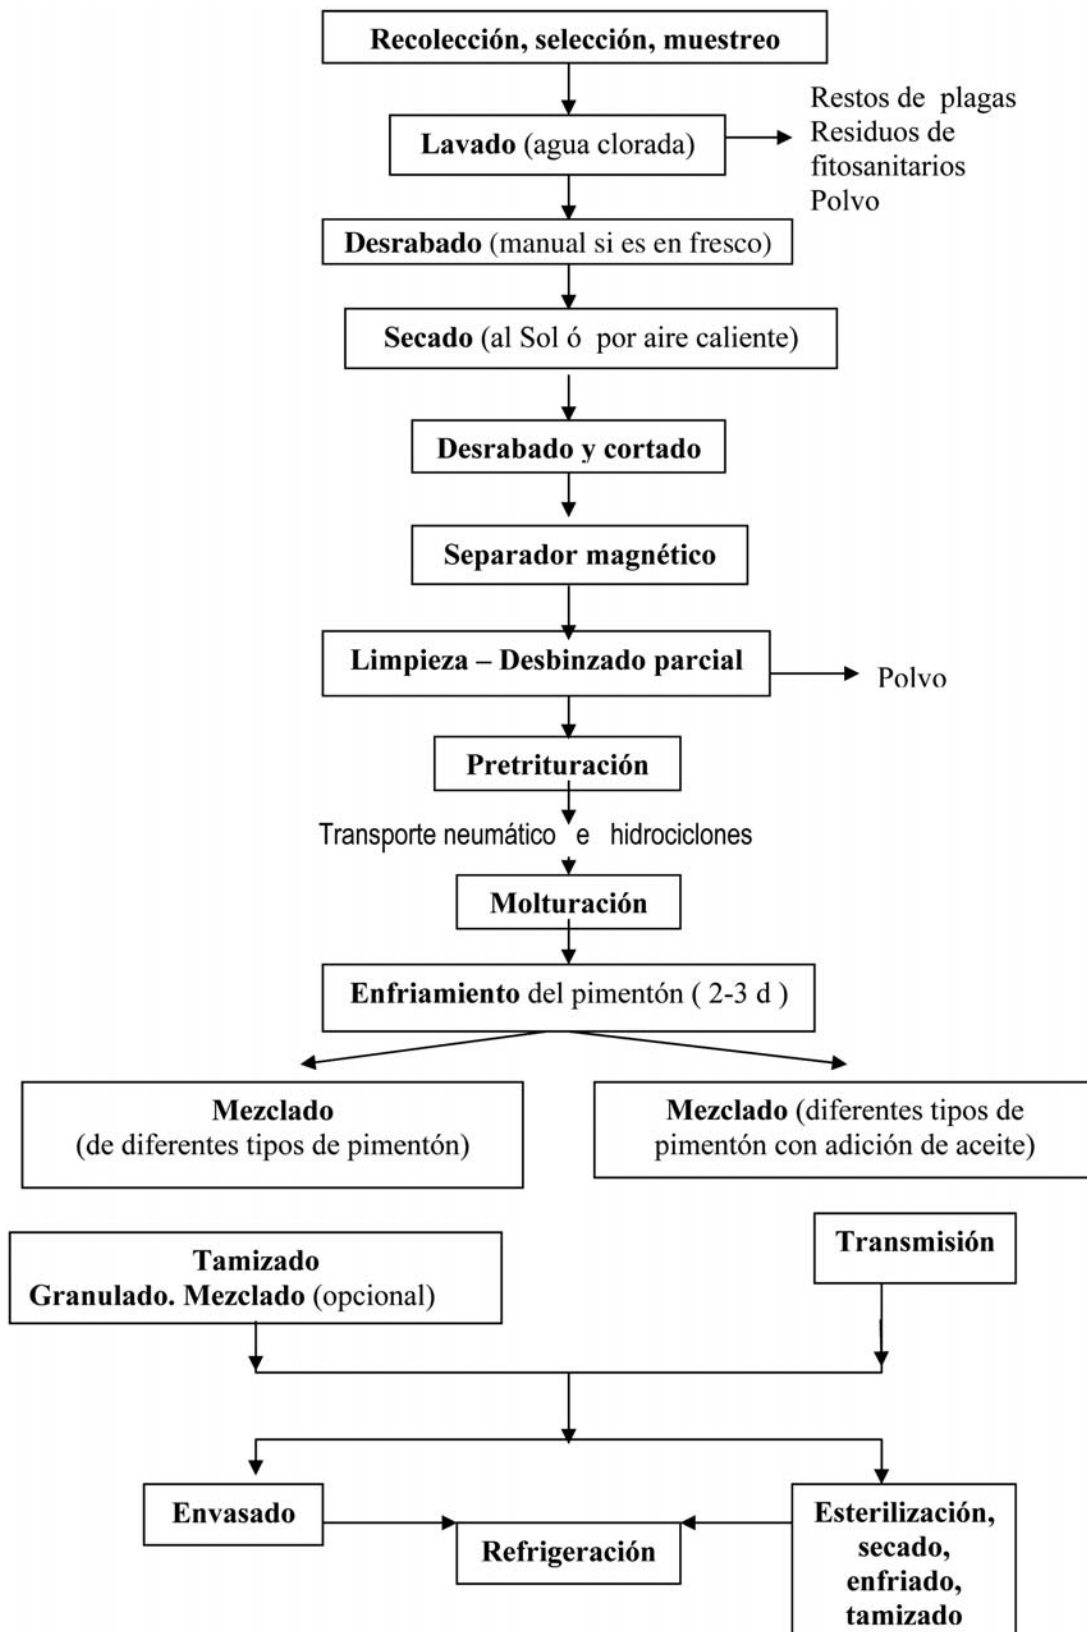 Recolección, selección, muestreo
Lavado (agua clorada)
Restos de plagas
Residuos de
fitosanitarios
Polvo
Desrabado (manual si es en fresco)
Secado (al Sol ó por aire caliente)
Desrabado y cortado
Separador magnético
Limpieza – Desbinzado parcial
Polvo
Pretrituración
Transporte neumático e hidrociclones
Molturación
Enfriamiento del pimentón ( 2-3 d )
Mezclado
(de diferentes tipos de pimentón)
Mezclado (diferentes tipos de
pimentón con adición de aceite)
Tamizado
Granulado. Mezclado (opcional)
Transmisión
Envasado
Refrigeración
Esterilización,
secado,
enfriado,
tamizado